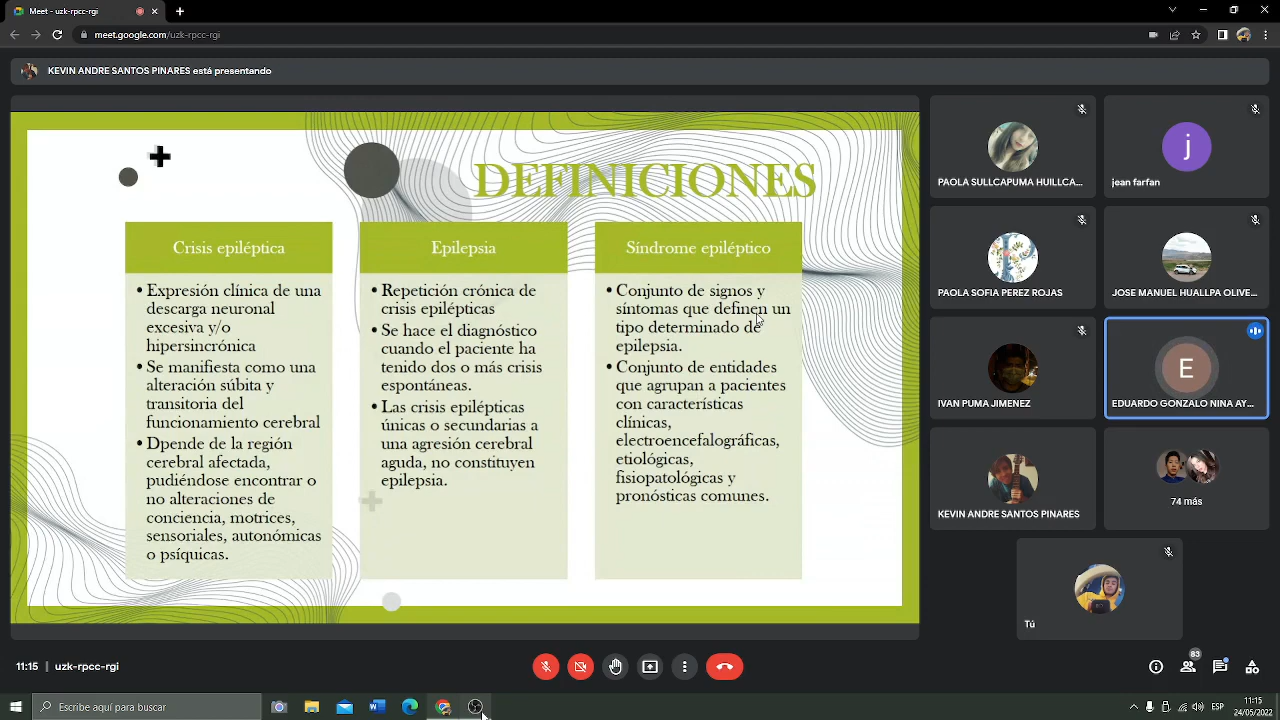 Meet - uzk-rpcc-rgi
meet.google.com/uzk-rpcc-rgi
KEVIN ANDRE SANTOS PINARES está presentando
DEFINICIONES
Crisis epiléptica
• Expresión clínica de una
descarga neuronal
excesiva y/o
hipersincrónica
• Se manifiesta como una
alteración súbita y
transitoria del
funcionamiento cerebral
• Dpende de la región
cerebral afectada,
pudiéndose encontrar o
no alteraciones de
conciencia, motrices,
sensoriales, autonómicas
o psíquicas.
Epilepsia
• Repetición crónica de
crisis epilépticas
• Se hace el diagnóstico
cuando el paciente ha
tenido dos o más crisis
espontáneas.
• Las crisis epilépticas
únicas o secundarias a
una agresión cerebral
aguda, no constituyen
epilepsia.
Síndrome epiléptico
• Conjunto de signos y
síntomas que definen un
tipo determinado de
epilepsia.
• Conjunto de entidades
que agrupan a pacientes
con características
clínicas,
electroencefalográficas,
etiológicas,
fisiopatológicas y
pronósticas comunes.
PAOLA SULLCAPUMA HUILLCA...
j
jean farfan
PAOLA SOFIA PEREZ ROJAS
JOSE MANUEL HUALLPA OLIVE...
IVAN PUMA JIMENEZ
E
EDUARDO GONZALO NINA AY...
KEVIN ANDRE SANTOS PINARES
74 más
Tú
11:15 | uzk-rpcc-rgi
83
Escribe aquí para buscar
ESP
11:15
24/05/2022